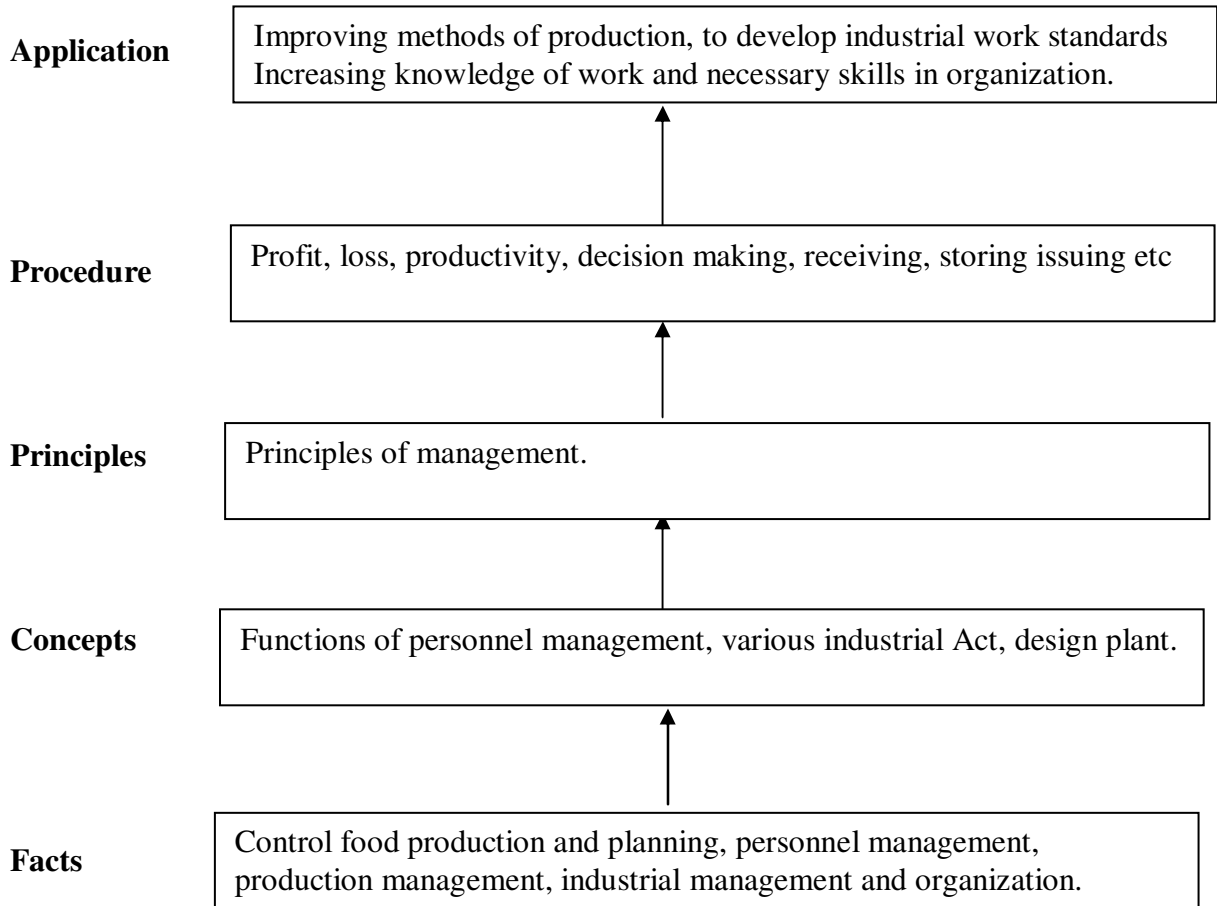 Application
Improving methods of production, to develop industrial work standards
Increasing knowledge of work and necessary skills in organization.
Procedure
Profit, loss, productivity, decision making, receiving, storing issuing etc
Principles
Principles of management.
Concepts
Functions of personnel management, various industrial Act, design plant.
Facts
Control food production and planning, personnel management,
production management, industrial management and organization.